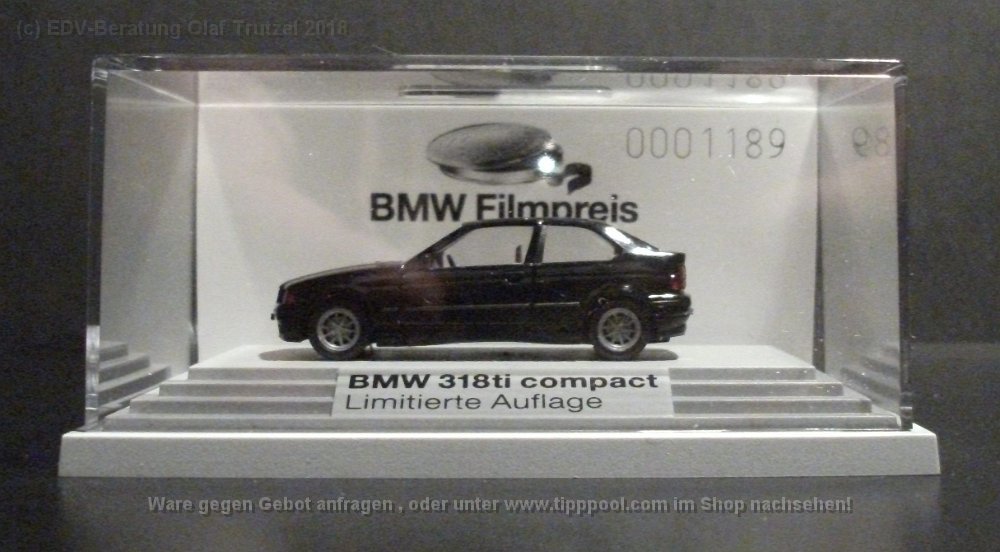 (c) EDV-Beratung Olaf Trutzel 2018
0001189
BMW Filmpreis
BMW 318ti compact
Limitierte Auflage
Ware gegen Gebot anfragen , oder unter www.tipppool.com im Shop nachsehen!